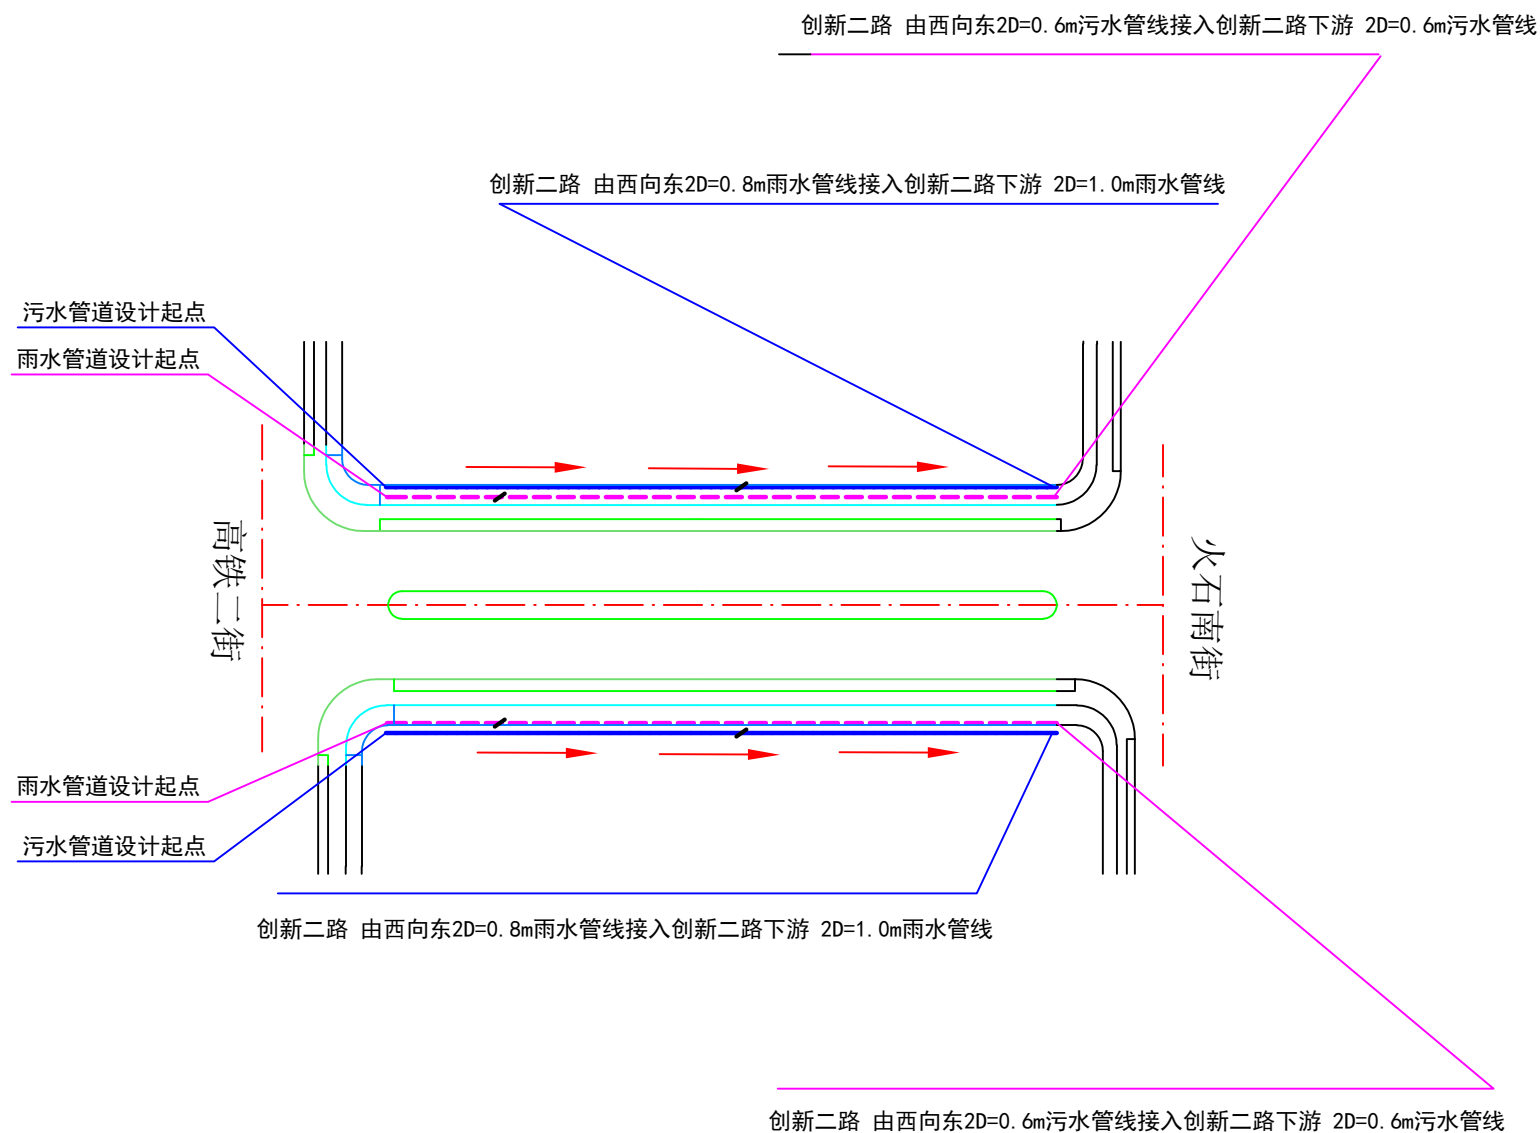 创新二路 由西向东2D=0.6m污水管线接入创新二路下游 2D=0.6m污水管线
创新二路 由西向东2D=0.8m雨水管线接入创新二路下游 2D=1.0m雨水管线
污水管道设计起点
雨水管道设计起点
高铁二街
火石南街
雨水管道设计起点
污水管道设计起点
创新二路 由西向东2D=0.8m雨水管线接入创新二路下游 2D=1.0m雨水管线
创新二路 由西向东2D=0.6m污水管线接入创新二路下游 2D=0.6m污水管线